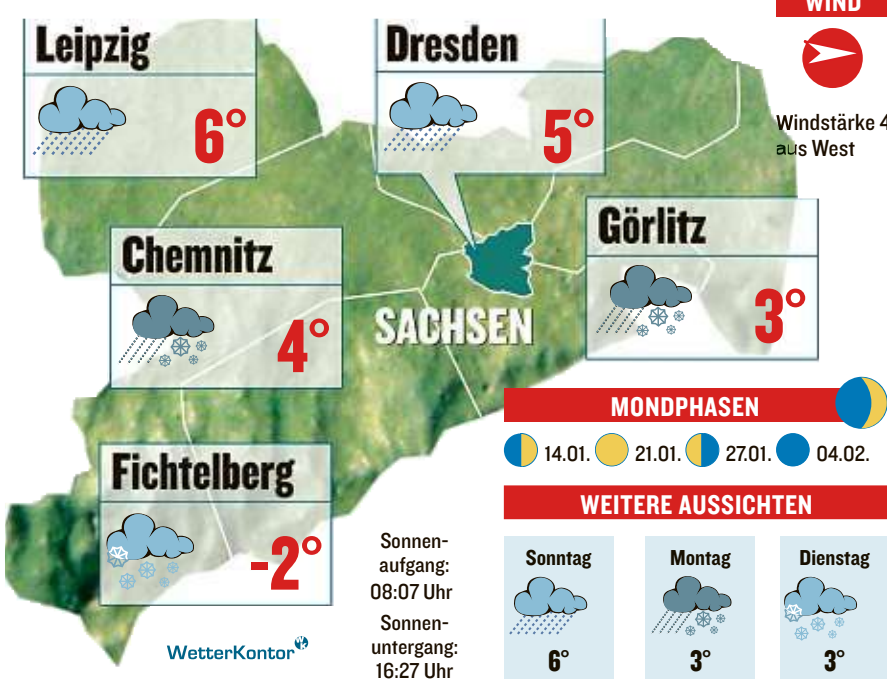 WIND
Leipzig
6°
Dresden
5°
Windstärke 4
aus West
Görlitz
3°
Chemnitz
4°
SACHSEN
MONDPHASEN
14.01. 21.01. 27.01. 04.02.
Fichtelberg
-2°
WEITERE AUSSICHTEN
Sonnen-
aufgang:
08:07 Uhr
Sonnen-
untergang:
16:27 Uhr
Sonntag
6°
Montag
3°
Dienstag
3°
WetterKontor